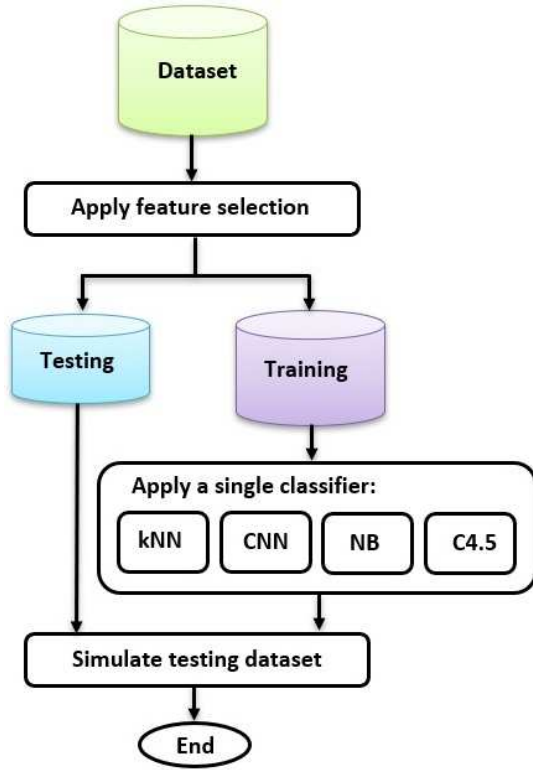 Dataset
Apply feature selection
Testing
Training
Apply a single classifier:
kNN
CNN
NB
C4.5
Simulate testing dataset
End